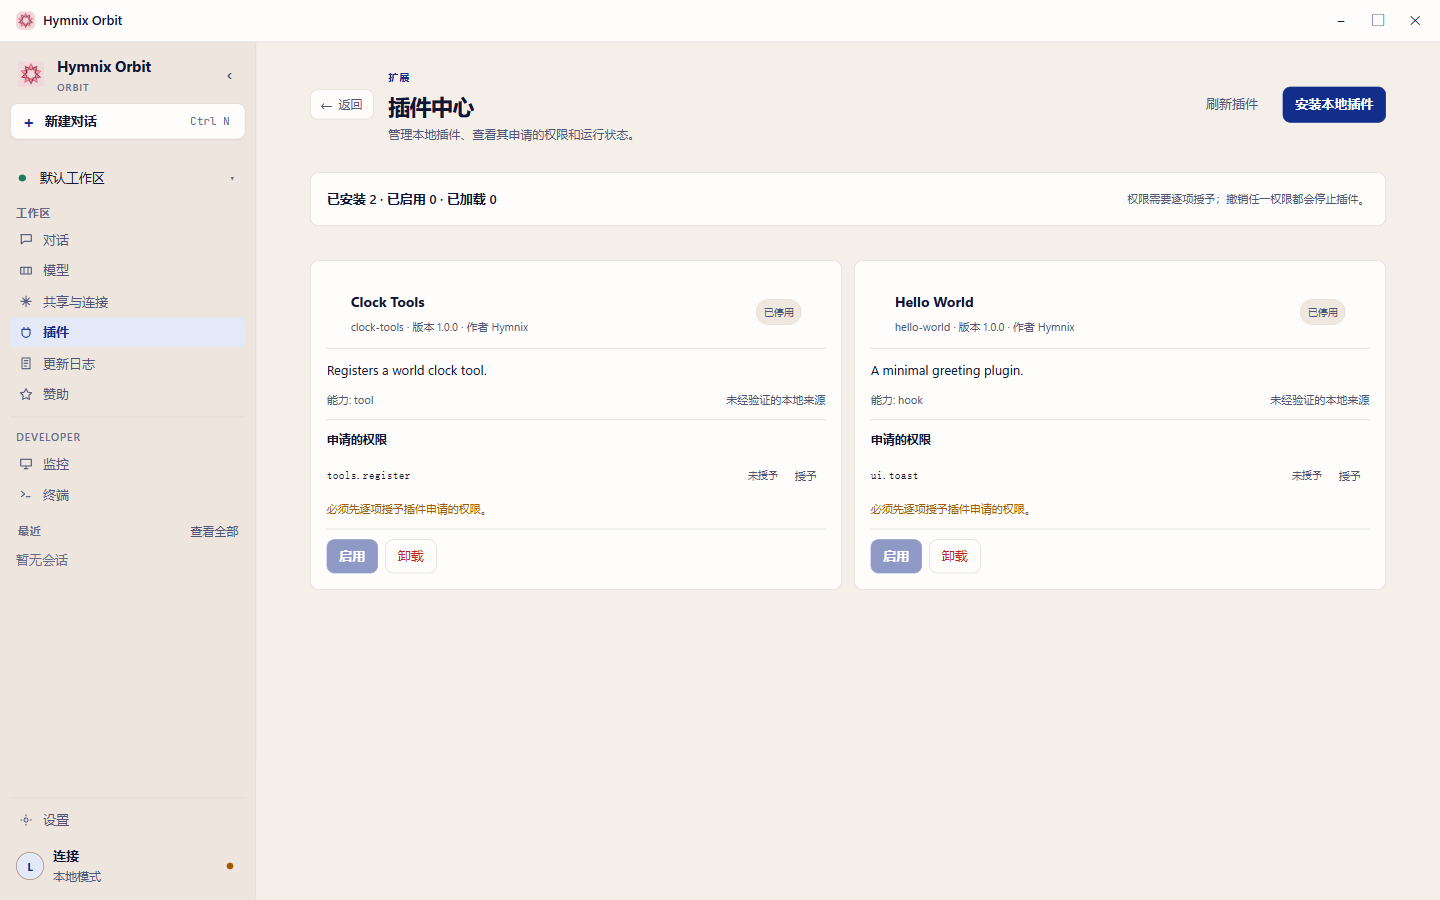 Hymnix Orbit
Hymnix Orbit
ORBIT
+ 新建对话 Ctrl N
默认工作区
工作区
对话
模型
共享与连接
插件
更新日志
赞助
DEVELOPER
监控
终端
最近 查看全部
暂无会话
设置
L
连接
本地模式
← 返回
扩展
插件中心
管理本地插件、查看其申请的权限和运行状态。
刷新插件
安装本地插件
已安装 2 · 已启用 0 · 已加载 0
权限需要逐项授予；撤销任一权限都会停止插件。
Clock Tools
clock-tools · 版本 1.0.0 · 作者 Hymnix
已停用
Registers a world clock tool.
能力: tool
未经验证的本地来源
申请的权限
tools.register
未授予 授予
必须先逐项授予插件申请的权限。
启用 卸载
Hello World
hello-world · 版本 1.0.0 · 作者 Hymnix
已停用
A minimal greeting plugin.
能力: hook
未经验证的本地来源
申请的权限
ui.toast
未授予 授予
必须先逐项授予插件申请的权限。
启用 卸载